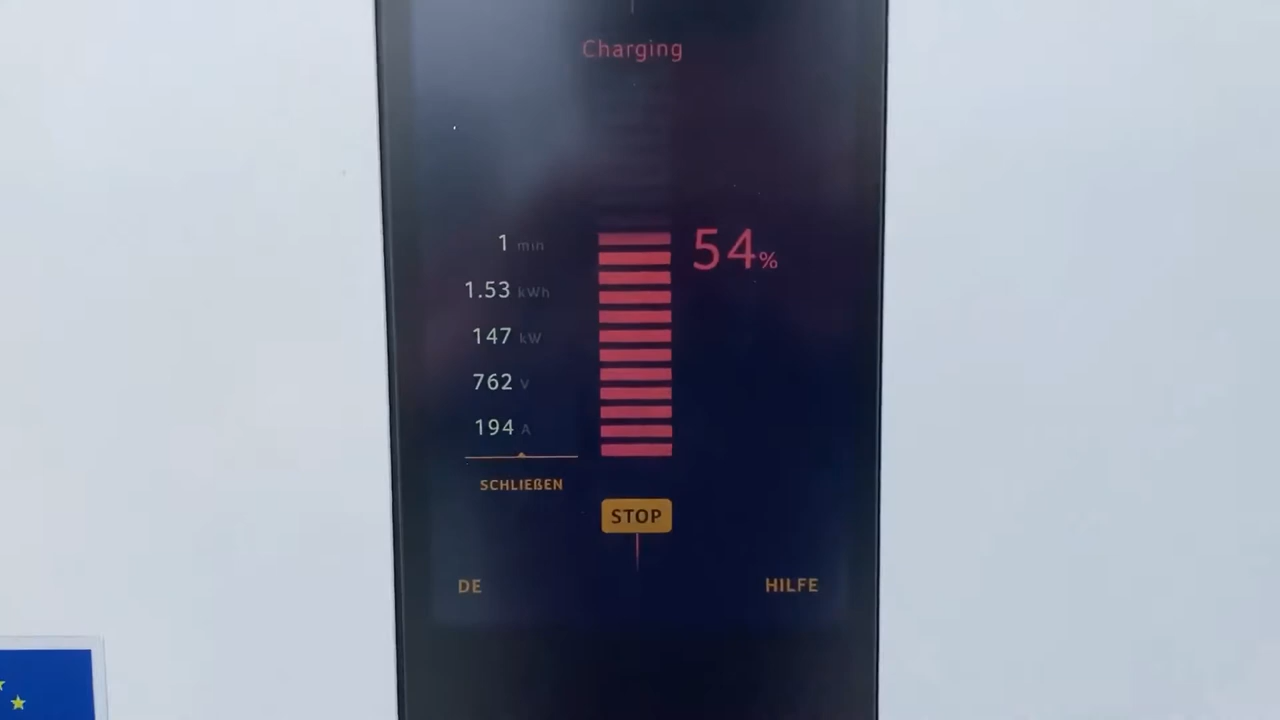 Charging
1 min
54%
1.53 kWh
147 kW
762 V
194 A
SCHLIEẞEN
STOP
DE
HILFE